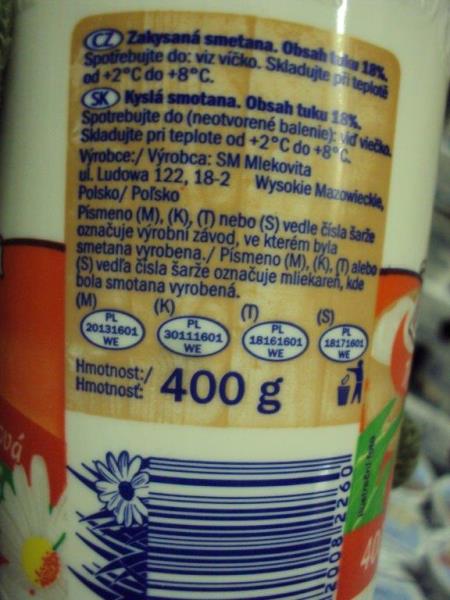 CZ Zakysaná smetana. Obsah tuku 18%.
Spotřebujte do: viz víčko. Skladujte při teplotě
od +2°C do +8°C.
SK Kyslá smotana. Obsah tuku 18%.
Spotrebujte do (neotvorené balenie): viď viečko.
Skladujte pri teplote od +2°C do +8°C.
Výrobce:/ Výrobca: SM Mlekovita
ul. Ludowa 122, 18-2 Wysokie Mazowieckie,
Polsko/ Poľsko
Písmeno (M), (K), (T) nebo (S) vedle čísla šarže
označuje výrobní závod, ve kterém byla
smetana vyrobena./ Písmeno (M), (K), (T) alebo
(S) vedľa čísla šarže označuje mliekareň, kde
bola smotana vyrobená.
(M) (K) (T) (S)
PL 20131601 WE
PL 30111601 WE
PL 18161601 WE
PL 18171601 WE
Hmotnost:/
Hmotnosť: 400 g
ová
2008 2260
40